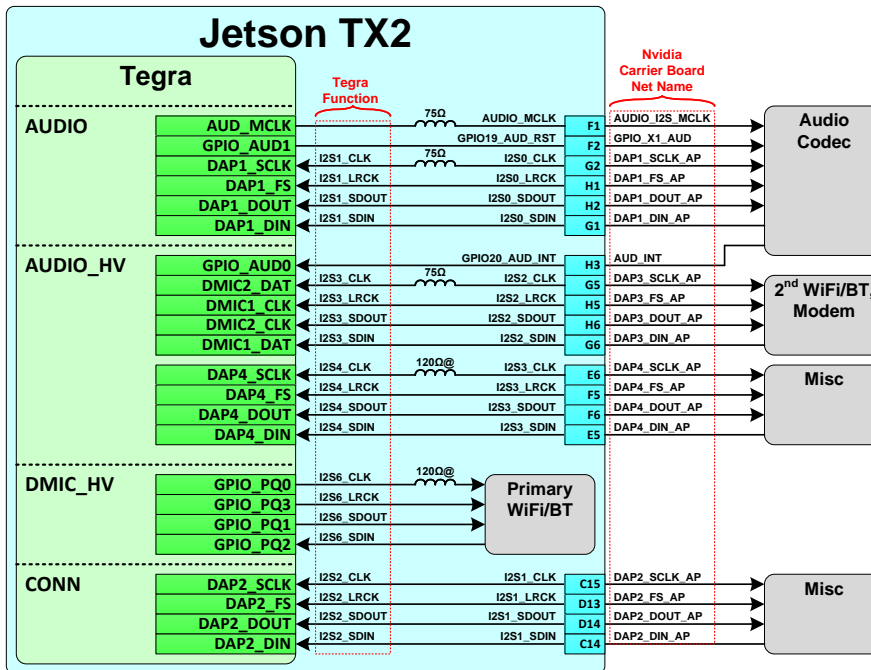 Jetson TX2
Tegra
Tegra Function
Nvidia Carrier Board Net Name
AUDIO
AUD_MCLK 75Ω AUDIO_MCLK F1 AUDIO_I2S_MCLK
GPIO_AUD1 GPIO19_AUD_RST F2 GPIO_X1_AUD
DAP1_SCLK I2S1_CLK 75Ω I2S0_CLK G2 DAP1_SCLK_AP
DAP1_FS I2S1_LRCK I2S0_LRCK H1 DAP1_FS_AP
DAP1_DOUT I2S1_SDOUT I2S0_SDOUT H2 DAP1_DOUT_AP
DAP1_DIN I2S1_SDIN I2S0_SDIN G1 DAP1_DIN_AP
Audio
Codec
AUDIO_HV
GPIO_AUD0 GPIO20_AUD_INT H3 AUD_INT
DMIC2_DAT I2S3_CLK 75Ω I2S2_CLK G5 DAP3_SCLK_AP
DMIC1_CLK I2S3_LRCK I2S2_LRCK H5 DAP3_FS_AP
DMIC2_CLK I2S3_SDOUT I2S2_SDOUT H6 DAP3_DOUT_AP
DMIC1_DAT I2S3_SDIN I2S2_SDIN G6 DAP3_DIN_AP
2nd WiFi/BT,
Modem
DAP4_SCLK I2S4_CLK 120Ω@ I2S3_CLK E6 DAP4_SCLK_AP
DAP4_FS I2S4_LRCK I2S3_LRCK F5 DAP4_FS_AP
DAP4_DOUT I2S4_SDOUT I2S3_SDOUT F6 DAP4_DOUT_AP
DAP4_DIN I2S4_SDIN I2S3_SDIN E5 DAP4_DIN_AP
Misc
DMIC_HV
GPIO_PQ0 I2S6_CLK 120Ω@
GPIO_PQ3 I2S6_LRCK
GPIO_PQ1 I2S6_SDOUT
GPIO_PQ2 I2S6_SDIN
Primary
WiFi/BT
CONN
DAP2_SCLK I2S2_CLK I2S1_CLK C15 DAP2_SCLK_AP
DAP2_FS I2S2_LRCK I2S1_LRCK D13 DAP2_FS_AP
DAP2_DOUT I2S2_SDOUT I2S1_SDOUT D14 DAP2_DOUT_AP
DAP2_DIN I2S2_SDIN I2S1_SDIN C14 DAP2_DIN_AP
Misc